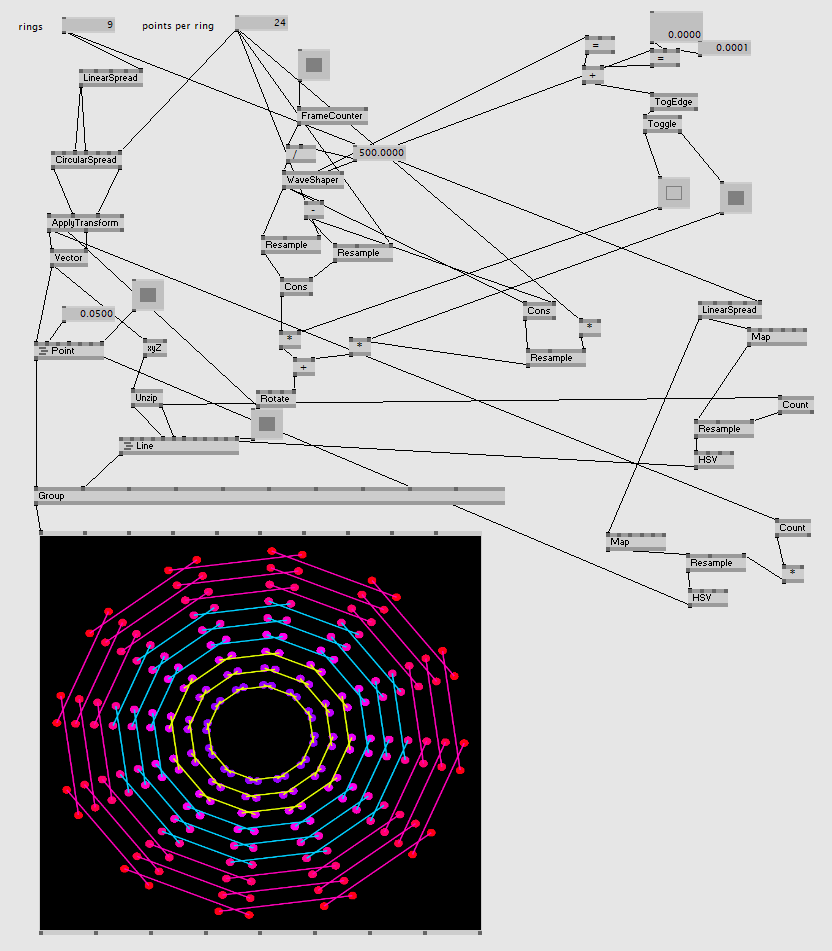 rings 9 points per ring 24
0.0000
0.0001
=
=
+
LinearSpread
TogEdge
FrameCounter
Toggle
/
500.0000
CircularSpread
WaveShaper
-
ApplyTransform
Resample
Resample
Vector
Cons
0.0500
Cons
LinearSpread
*
Map
*
*
Point
xyZ
Resample
+
Unzip
Rotate
Count
Resample
Line
HSV
Group
Count
Map
Resample
*
HSV